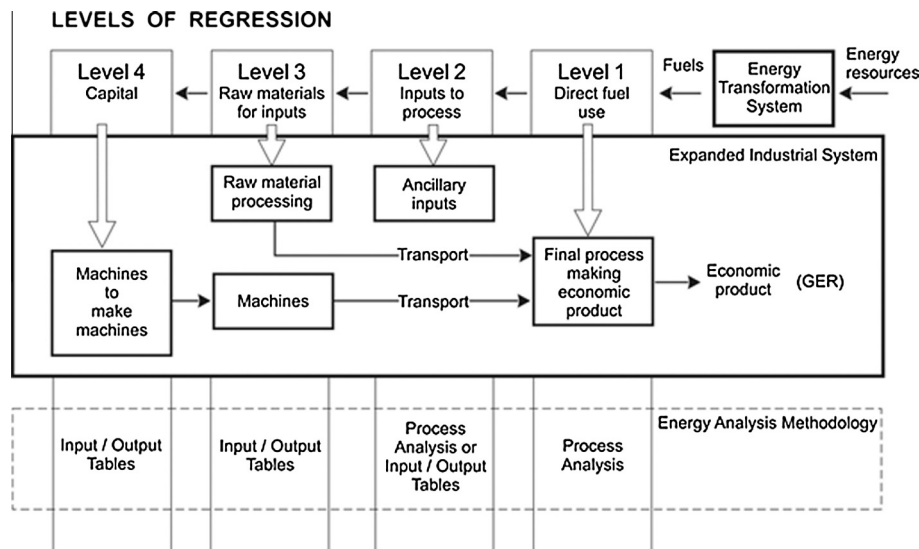 LEVELS OF REGRESSION
Level 4
Capital
Level 3
Raw materials
for inputs
Level 2
Inputs to
process
Level 1
Direct fuel
use
Fuels
Energy
Transformation
System
Energy
resources
Expanded Industrial System
Raw material
processing
Ancillary
inputs
Transport
Machines
to
make
machines
Machines
Transport
Final process
making
economic
product
Economic
product
(GER)
Energy Analysis Methodology
Input / Output
Tables
Input / Output
Tables
Process
Analysis or
Input / Output
Tables
Process
Analysis